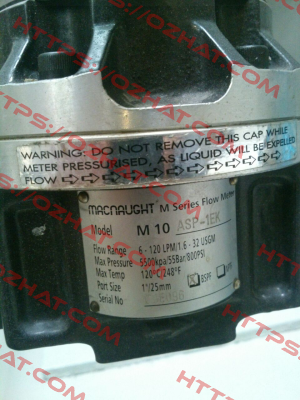 HTTPS://OZHAT.COM
WARNING: DO NOT REMOVE THIS CAP WHILE
METER PRESSURISED, AS LIQUID WILL BE EXPELLED
FLOW
MACNAUGHT M Series Flow Meter
Model M 10 ASP-1EK
Flow Range 6 - 120 LPM/1.6 - 32 USGM
Max Pressure 5500kpa/55Bar/800PSI
Max Temp 120°C/248°F
Port Size 1"/25mm
BSPF
Serial No